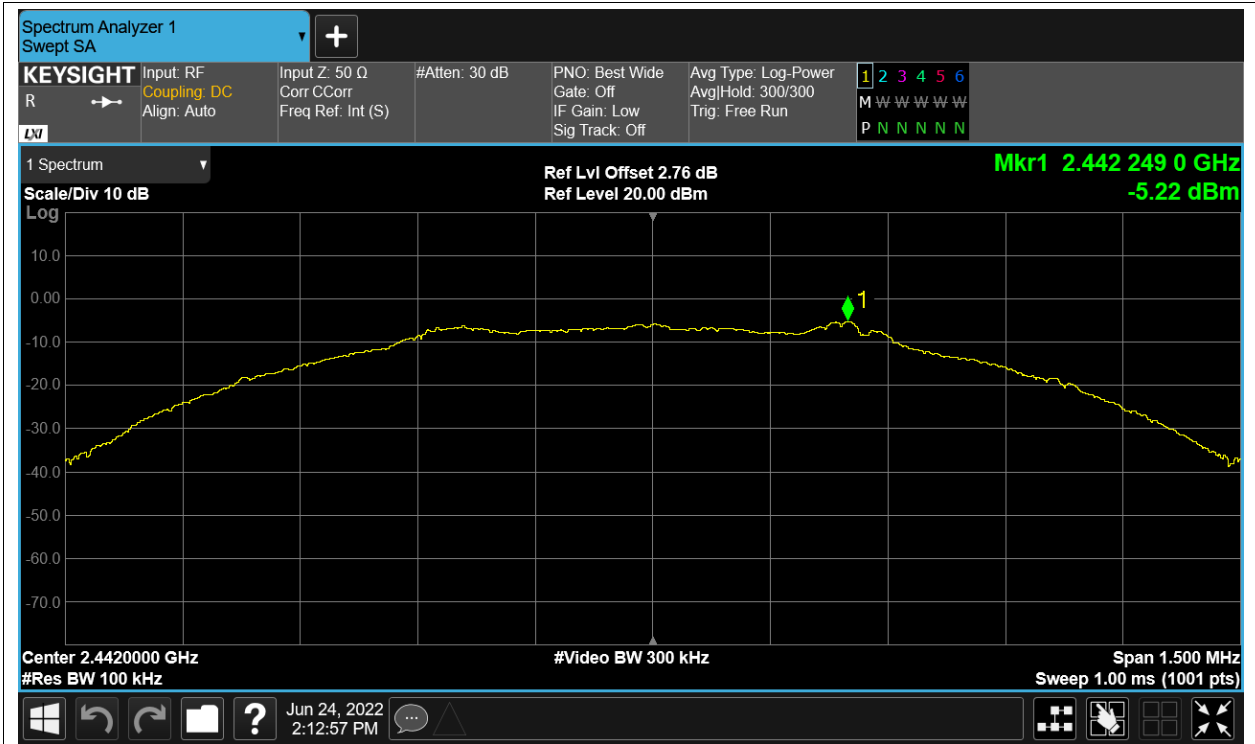 Spectrum Analyzer 1
Swept SA
KEYSIGHT
R
LXI
Input: RF
Coupling: DC
Align: Auto
Input Z: 50 Ω
Corr CCorr
Freq Ref: Int (S)
#Atten: 30 dB
PNO: Best Wide
Gate: Off
IF Gain: Low
Sig Track: Off
Avg Type: Log-Power
Avg|Hold: 300/300
Trig: Free Run
1 2 3 4 5 6
M W W W W W
P N N N N N
1 Spectrum
Scale/Div 10 dB
Log
Ref Lvl Offset 2.76 dB
Ref Level 20.00 dBm
Mkr1 2.442 249 0 GHz
-5.22 dBm
10.0
0.00
1
-10.0
-20.0
-30.0
-40.0
-50.0
-60.0
-70.0
Center 2.4420000 GHz
#Video BW 300 kHz
Span 1.500 MHz
#Res BW 100 kHz
Sweep 1.00 ms (1001 pts)
?
Jun 24, 2022
2:12:57 PM